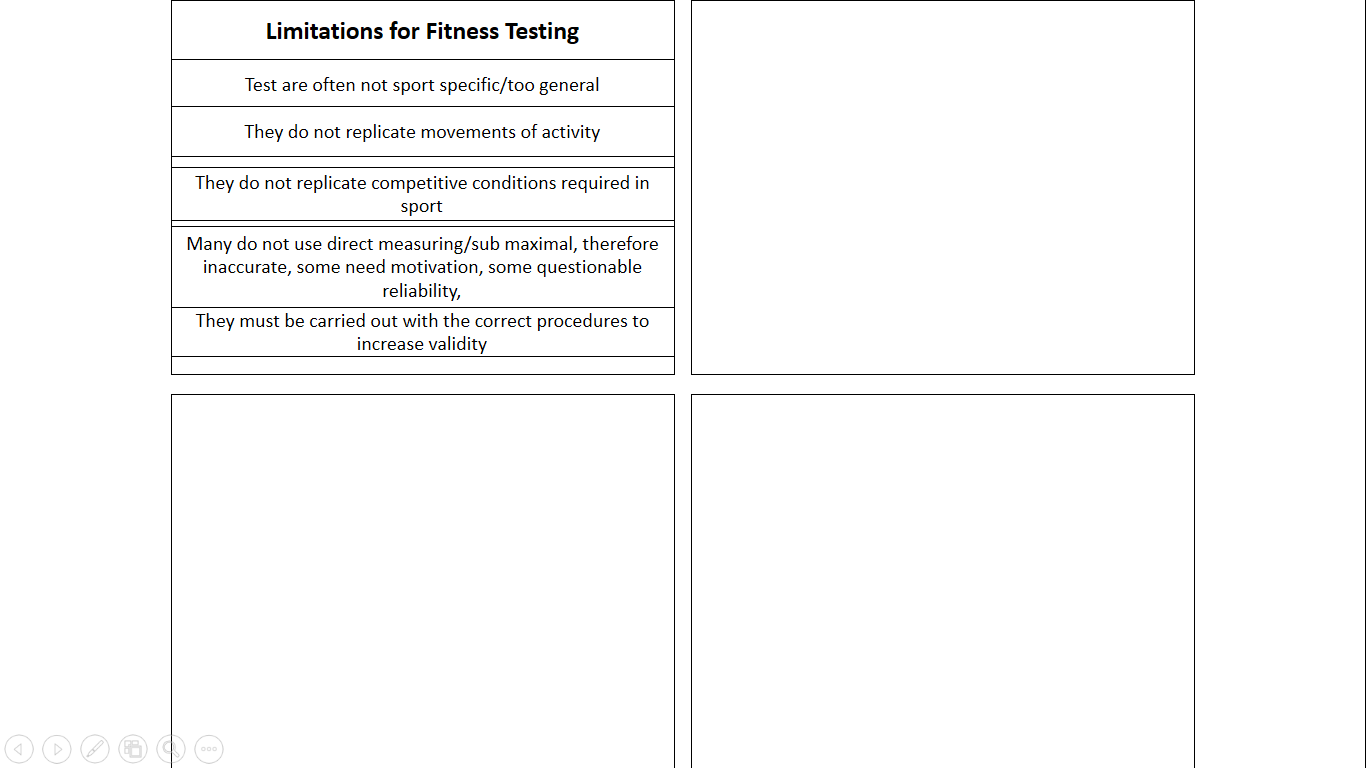 Limitations for Fitness Testing
Test are often not sport specific/too general
They do not replicate movements of activity
They do not replicate competitive conditions required in
sport
Many do not use direct measuring/sub maximal, therefore
inaccurate, some need motivation, some questionable
reliability,
They must be carried out with the correct procedures to
increase validity